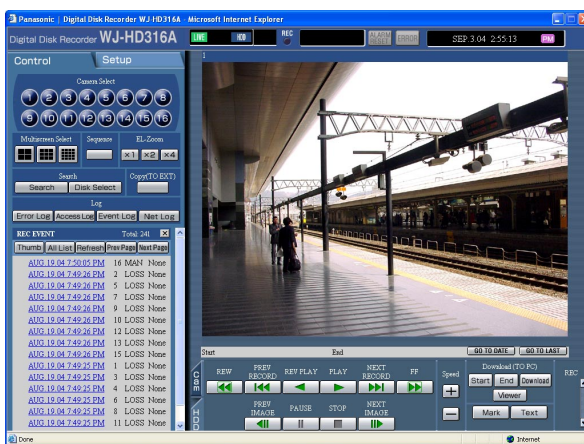 Panasonic | Digital Disk Recorder WJ-HD316A - Microsoft Internet Explorer
Digital Disk Recorder WJ-HD316A
LIVE HDD REC ALARM RESET ERROR SEP.3.04 2:55:13 PM
Control Setup
Camera Select
1 2 3 4 5 6 7 8
9 10 11 12 13 14 15 16
Multiscreen Select Sequence EL-Zoom
×1 ×2 ×4
Search Copy(TO EXT)
Search Disk Select
Log
Error Log Access Log Event Log Net Log
REC EVENT Total: 241
Thumb All List Refresh Prev Page Next Page
AUG.19.04 7:50:05 PM 16 MAN None
AUG.19.04 7:49:26 PM 2 LOSS None
AUG.19.04 7:49:26 PM 5 LOSS None
AUG.19.04 7:49:26 PM 7 LOSS None
AUG.19.04 7:49:26 PM 9 LOSS None
AUG.19.04 7:49:26 PM 10 LOSS None
AUG.19.04 7:49:26 PM 12 LOSS None
AUG.19.04 7:49:26 PM 13 LOSS None
AUG.19.04 7:49:26 PM 15 LOSS None
AUG.19.04 7:49:25 PM 1 LOSS None
AUG.19.04 7:49:25 PM 3 LOSS None
AUG.19.04 7:49:25 PM 4 LOSS None
AUG.19.04 7:49:25 PM 6 LOSS None
AUG.19.04 7:49:25 PM 8 LOSS None
AUG.19.04 7:49:25 PM 11 LOSS None
1
Start End GO TO DATE GO TO LAST
Cam
HDD
REW PREV RECORD REV PLAY PLAY NEXT RECORD FF
PREV IMAGE PAUSE STOP NEXT IMAGE
Speed
Download (TO PC)
Start End Download
Viewer
Mark Text
REC
Done Internet